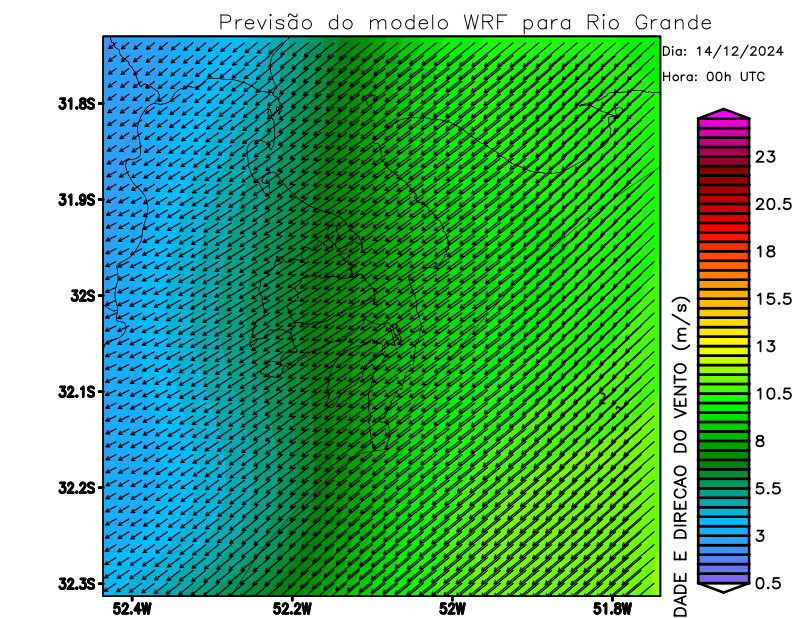 Previsão do modelo WRF para Rio Grande
Dia: 14/12/2024
Hora: 00h UTC
31.8S
31.9S
32S
32.1S
32.2S
32.3S
52.4W
52.2W
52W
51.8W
DADE E DIRECAO DO VENTO (m/s)
23
20.5
18
15.5
13
10.5
8
5.5
3
0.5